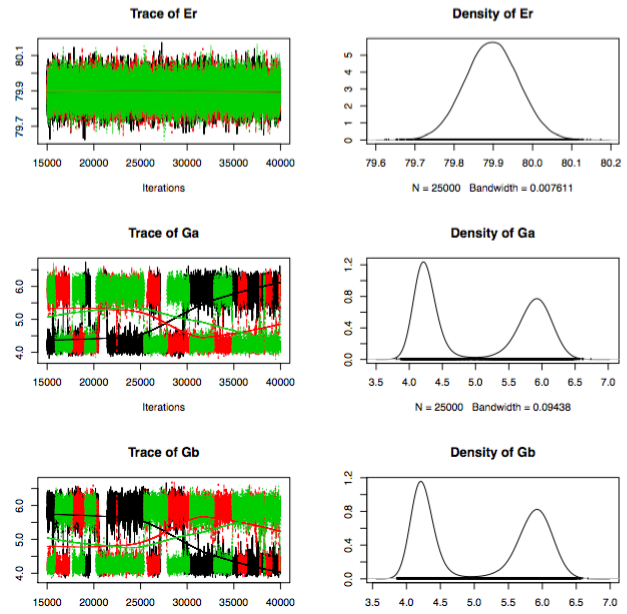 Trace of Er
Density of Er
79.7 79.9 80.1
0 1 2 3 4 5
15000 20000 25000 30000 35000 40000
79.6 79.7 79.8 79.9 80.0 80.1 80.2
Iterations
N = 25000 Bandwidth = 0.007611
Trace of Ga
Density of Ga
4.0 5.0 6.0
0.0 0.4 0.8 1.2
15000 20000 25000 30000 35000 40000
3.5 4.0 4.5 5.0 5.5 6.0 6.5 7.0
Iterations
N = 25000 Bandwidth = 0.09438
Trace of Gb
Density of Gb
4.0 5.0 6.0
0.0 0.4 0.8 1.2
15000 20000 25000 30000 35000 40000
3.5 4.0 4.5 5.0 5.5 6.0 6.5 7.0